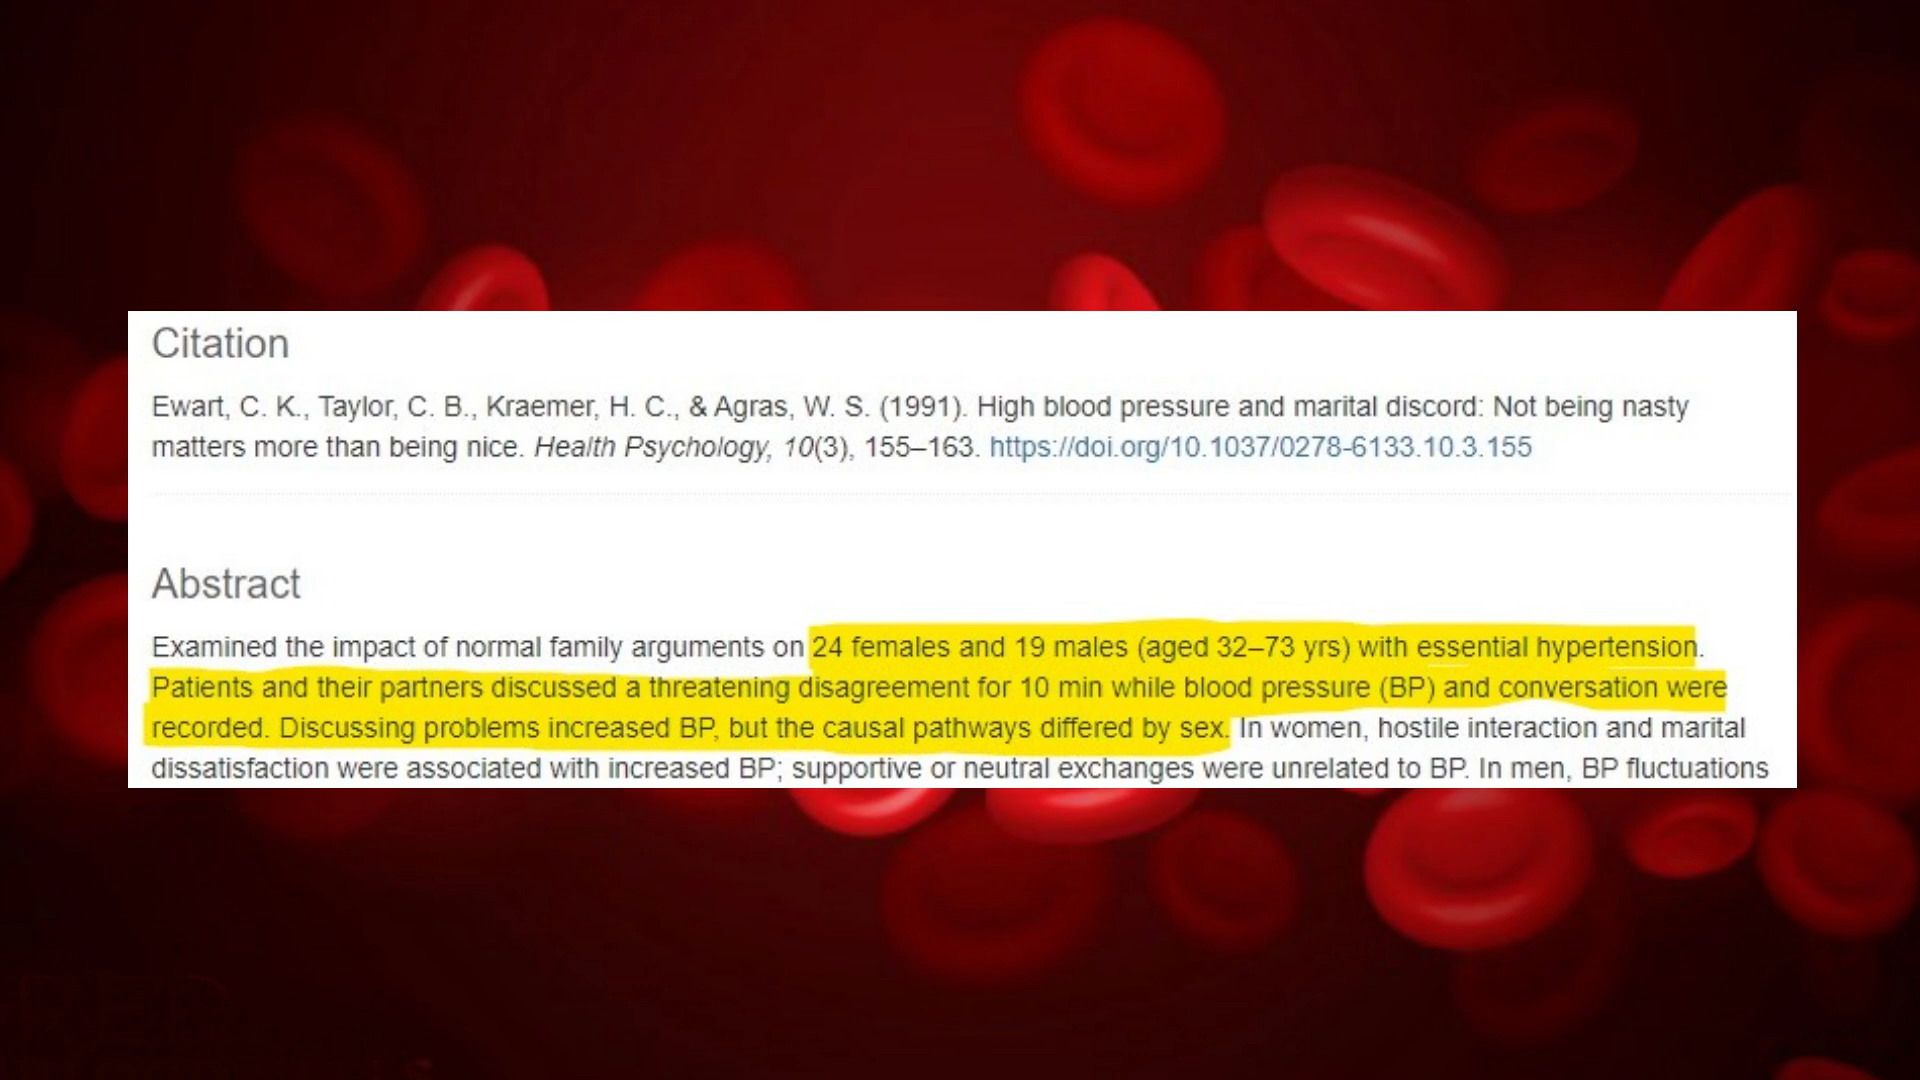 Citation
Ewart, C. K., Taylor, C. B., Kraemer, H. C., & Agras, W. S. (1991). High blood pressure and marital discord: Not being nasty
matters more than being nice. Health Psychology, 10(3), 155–163. https://doi.org/10.1037/0278-6133.10.3.155
Abstract
Examined the impact of normal family arguments on 24 females and 19 males (aged 32–73 yrs) with essential hypertension.
Patients and their partners discussed a threatening disagreement for 10 min while blood pressure (BP) and conversation were
recorded. Discussing problems increased BP, but the causal pathways differed by sex. In women, hostile interaction and marital
dissatisfaction were associated with increased BP; supportive or neutral exchanges were unrelated to BP. In men, BP fluctuations